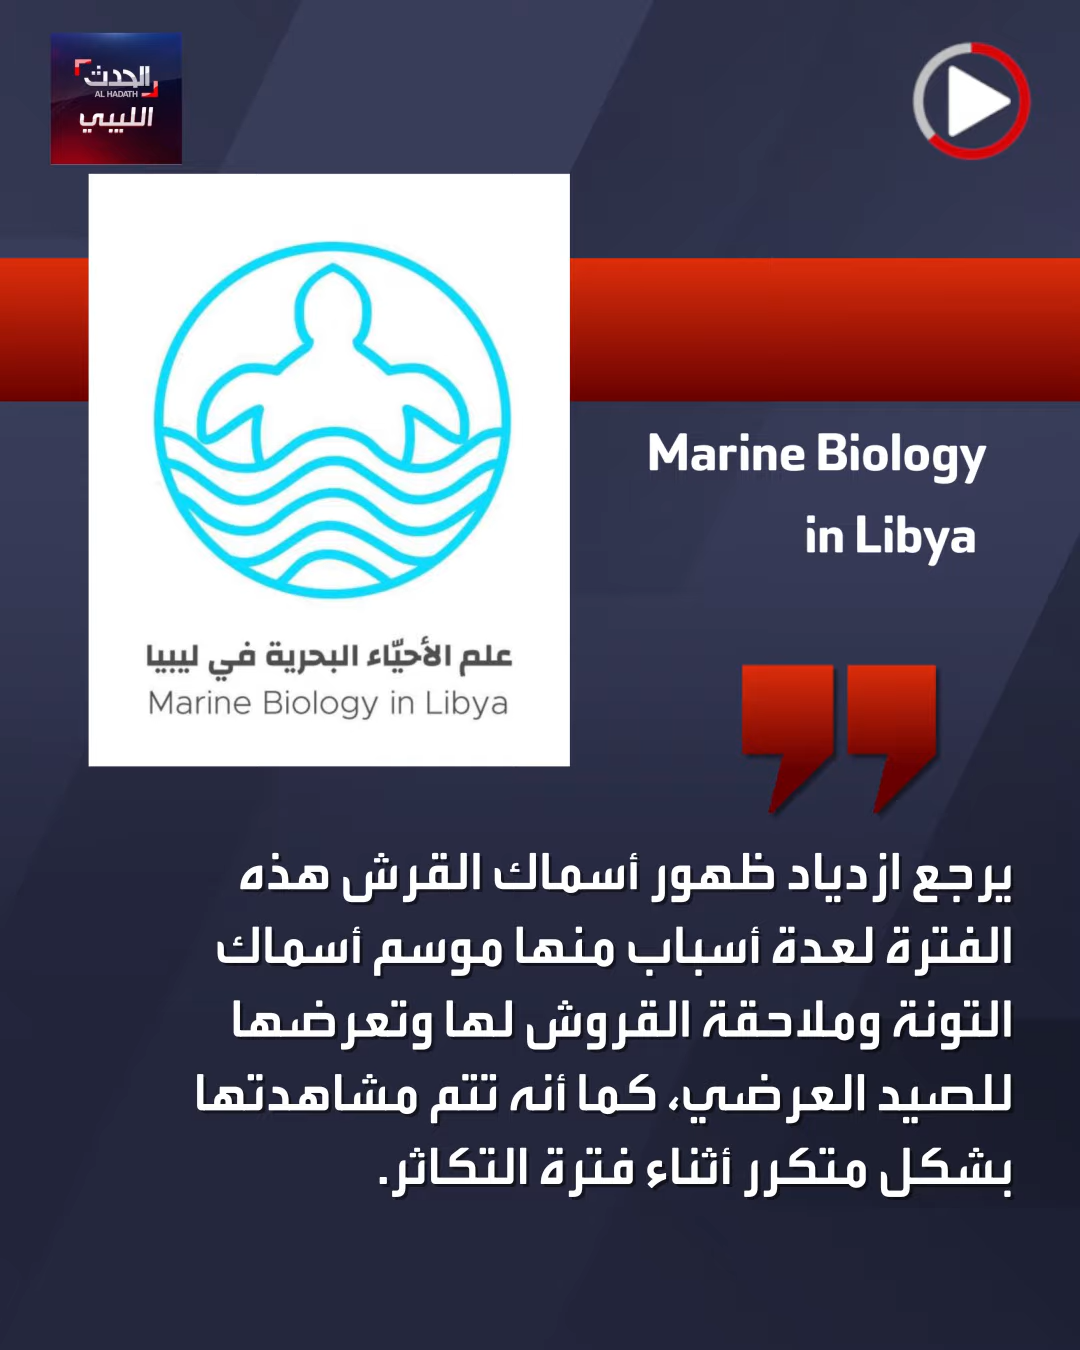 الحدث
AL HADATH
الليبي
علم الأحيّاء البحرية في ليبيا
Marine Biology in Libya
Marine Biology
in Libya
يرجع ازدياد ظهور أسماك القرش هذه
الفترة لعدة أسباب منها موسم أسماك
التونة وملاحقة القروش لها وتعرضها
للصيد العرضي، كما أنه تتم مشاهدتها
بشكل متكرر أثناء فترة التكاثر.